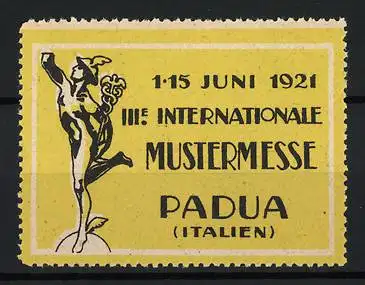 1-15 JUNI 1921
IIIE. INTERNATIONALE
MUSTERMESSE
PADUA
(ITALIEN)